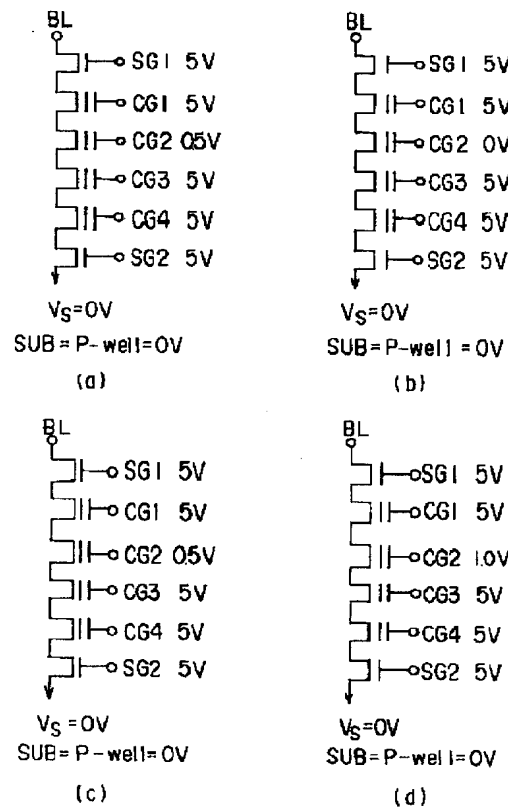 BL
SG1 5V
CG1 5V
CG2 0.5V
CG3 5V
CG4 5V
SG2 5V
VS=0V
SUB=P-well=0V
(a)
BL
SG1 5V
CG1 5V
CG2 0V
CG3 5V
CG4 5V
SG2 5V
VS=0V
SUB=P-well=0V
(b)
BL
SG1 5V
CG1 5V
CG2 0.5V
CG3 5V
CG4 5V
SG2 5V
VS=0V
SUB=P-well=0V
(c)
BL
SG1 5V
CG1 5V
CG2 1.0V
CG3 5V
CG4 5V
SG2 5V
VS=0V
SUB=P-well=0V
(d)